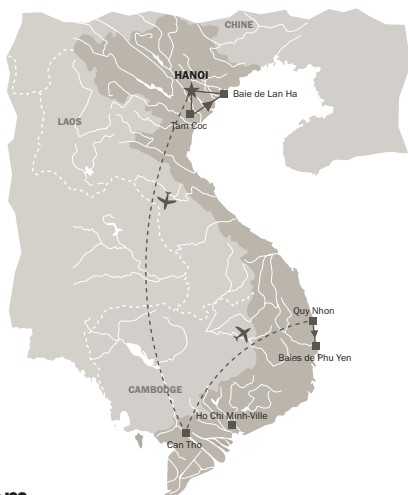 CHINE
HANOI
Baie de Lan Ha
Tam Coc
LAOS
Quy Nhon
Baies de Phu Yen
CAMBODGE
Ho Chi Minh-Ville
Can Tho